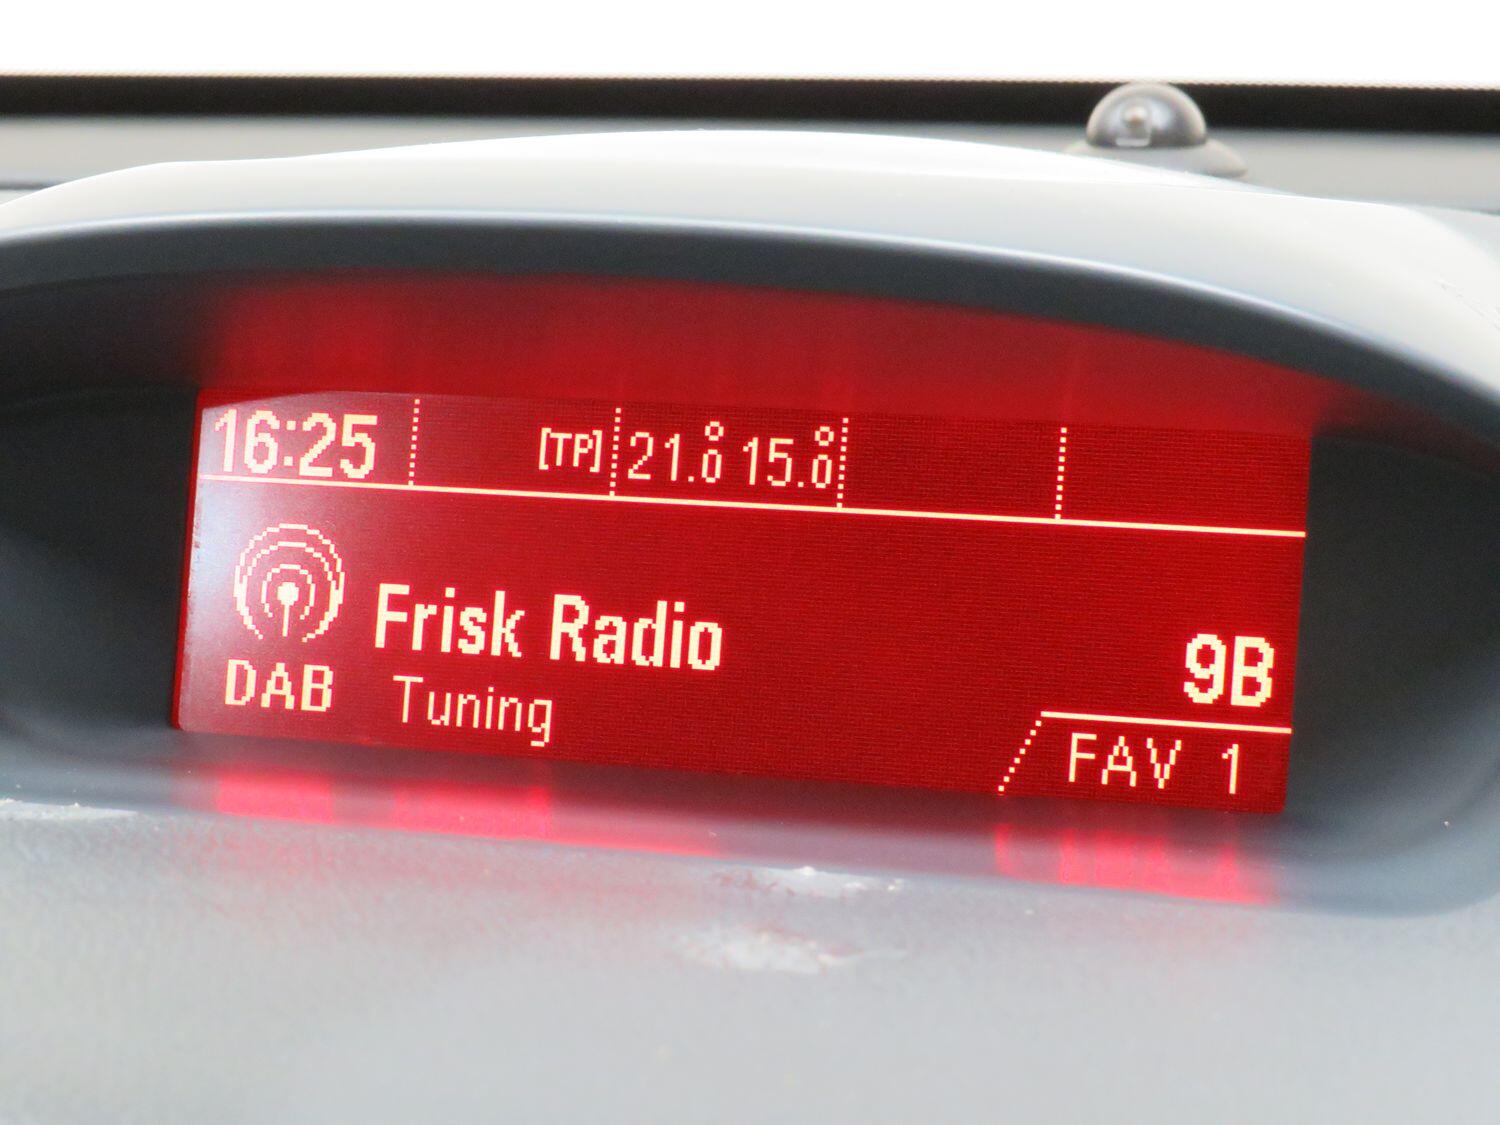 16:25 [TP] 21.0° 15.0°
Frisk Radio 9B
DAB Tuning
FAV 1